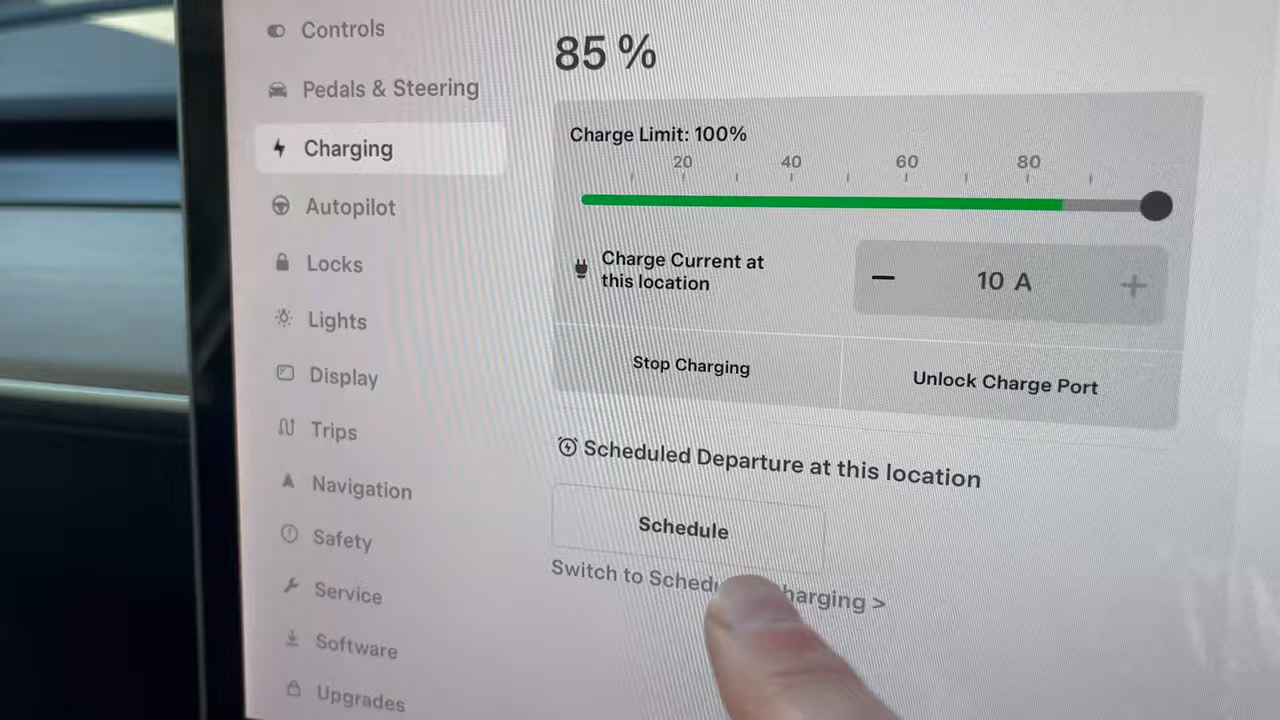 Controls
Pedals & Steering
Charging
Autopilot
Locks
Lights
Display
Trips
Navigation
Safety
Service
Software
Upgrades
85 %
Charge Limit: 100%
20 40 60 80
Charge Current at
this location
10 A
Stop Charging
Unlock Charge Port
Scheduled Departure at this location
Schedule
Switch to harging >